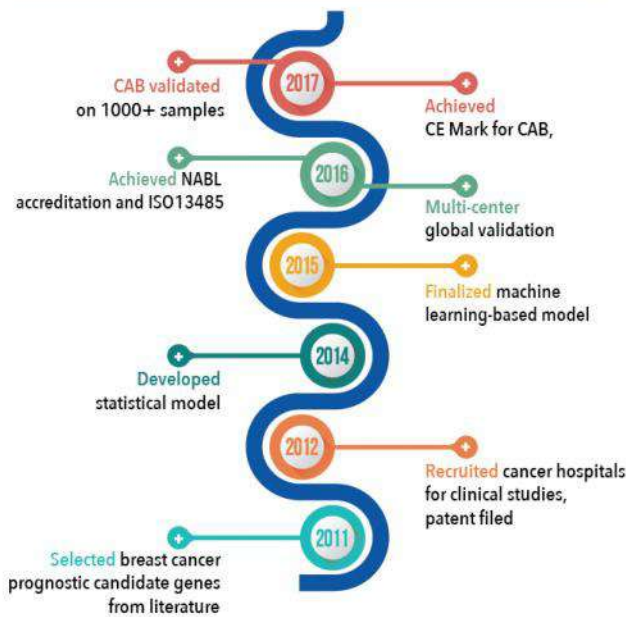 2017
CAB validated
on 1000+ samples
Achieved
CE Mark for CAB,
2016
Achieved NABL
accreditation and ISO13485
Multi-center
global validation
2015
Finalized machine
learning-based model
2014
Developed
statistical model
2012
Recruited cancer hospitals
for clinical studies,
patent filed
2011
Selected breast cancer
prognostic candidate genes
from literature